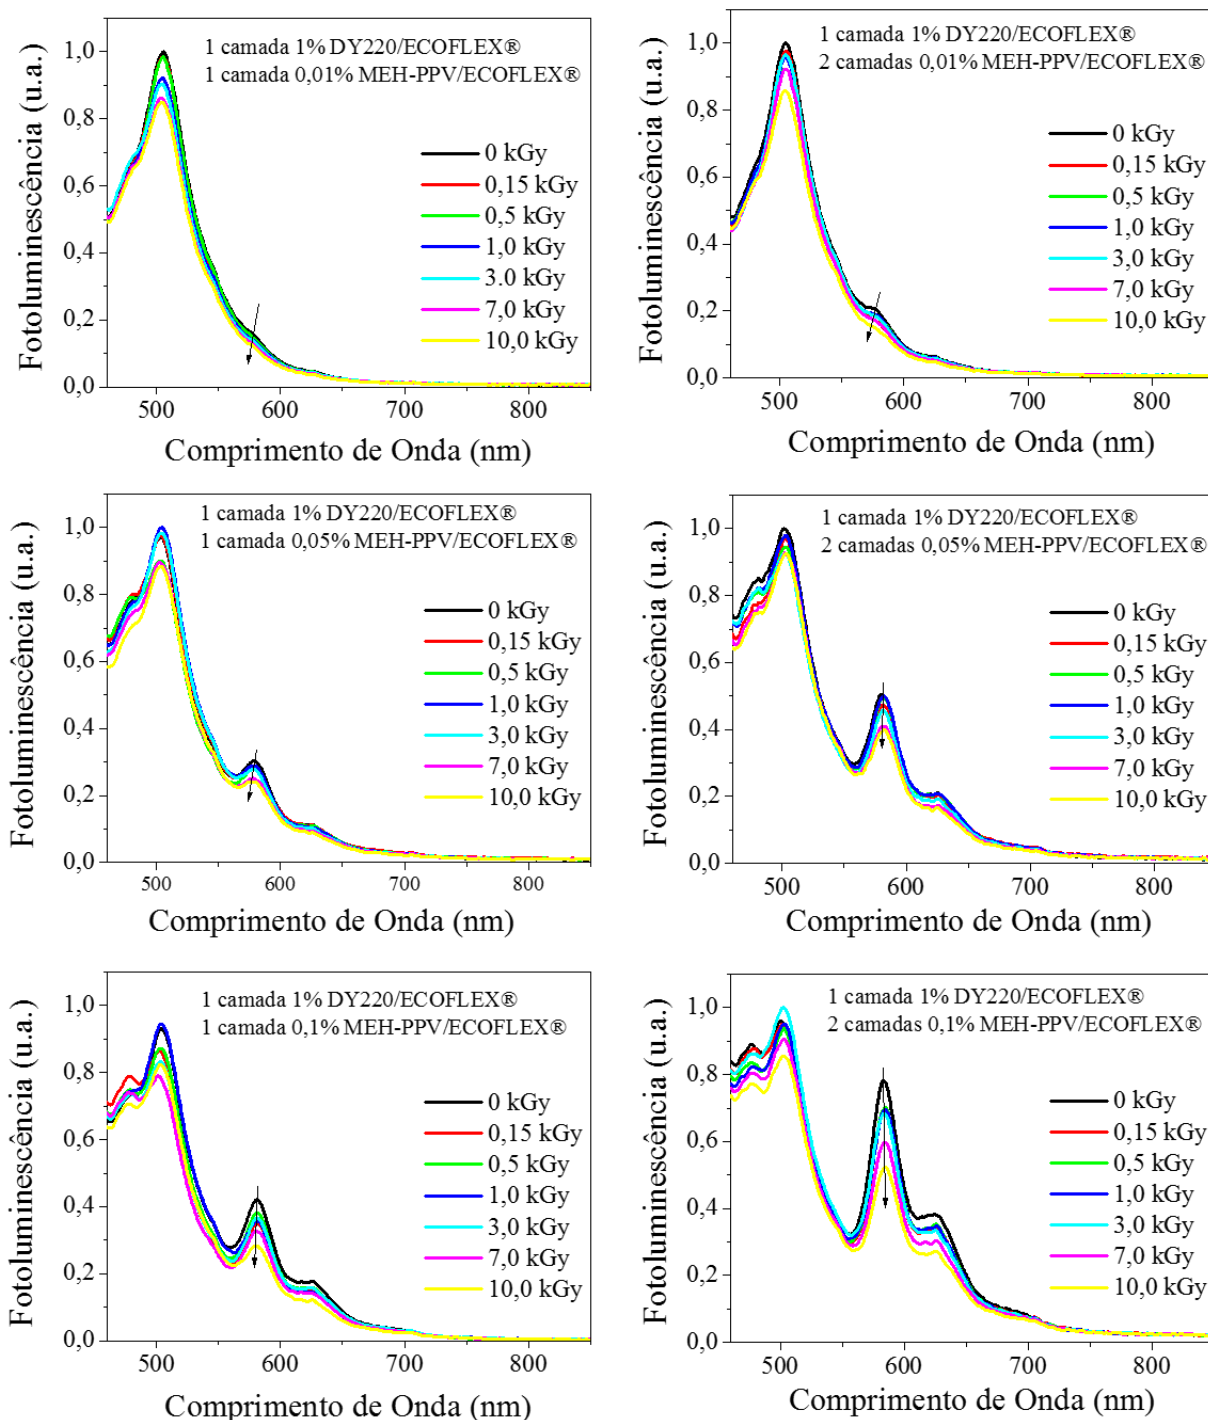 1 camada 1% DY220/ECOFLEX®
1 camada 0,01% MEH-PPV/ECOFLEX®
0 kGy
0,15 kGy
0,5 kGy
1,0 kGy
3.0 kGy
7,0 kGy
10,0 kGy
Fotoluminescência (u.a.)
1,0
0,8
0,6
0,4
0,2
0,0
500 600 700 800
Comprimento de Onda (nm)
1 camada 1% DY220/ECOFLEX®
2 camadas 0,01% MEH-PPV/ECOFLEX®
0 kGy
0,15 kGy
0,5 kGy
1,0 kGy
3,0 kGy
7,0 kGy
10,0 kGy
Fotoluminescência (u.a.)
1,0
0,8
0,6
0,4
0,2
0,0
500 600 700 800
Comprimento de Onda (nm)
1 camada 1% DY220/ECOFLEX®
1 camada 0,05% MEH-PPV/ECOFLEX®
0 kGy
0,15 kGy
0,5 kGy
1,0 kGy
3,0 kGy
7,0 kGy
10,0 kGy
Fotoluminescência (u.a.)
1,0
0,8
0,6
0,4
0,2
0,0
500 600 700 800
Comprimento de Onda (nm)
1 camada 1% DY220/ECOFLEX®
2 camadas 0,05% MEH-PPV/ECOFLEX®
0 kGy
0,15 kGy
0,5 kGy
1,0 kGy
3,0 kGy
7,0 kGy
10,0 kGy
Fotoluminescência (u.a.)
1,0
0,8
0,6
0,4
0,2
0,0
500 600 700 800
Comprimento de Onda (nm)
1 camada 1% DY220/ECOFLEX®
1 camada 0,1% MEH-PPV/ECOFLEX®
0 kGy
0,15 kGy
0,5 kGy
1,0 kGy
3,0 kGy
7,0 kGy
10,0 kGy
Fotoluminescência (u.a.)
1,0
0,8
0,6
0,4
0,2
0,0
500 600 700 800
Comprimento de Onda (nm)
1 camada 1% DY220/ECOFLEX®
2 camadas 0,1% MEH-PPV/ECOFLEX®
0 kGy
0,15 kGy
0,5 kGy
1,0 kGy
3,0 kGy
7,0 kGy
10,0 kGy
Fotoluminescência (u.a.)
1,0
0,8
0,6
0,4
0,2
0,0
500 600 700 800
Comprimento de Onda (nm)